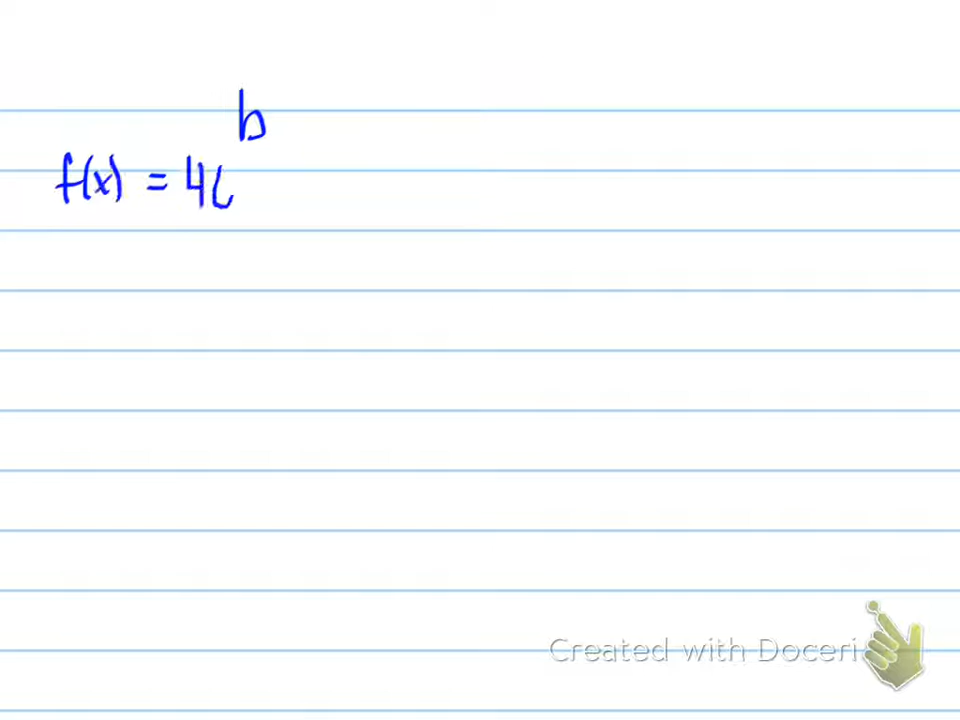 b
f(x) = 4
Created with Doceri